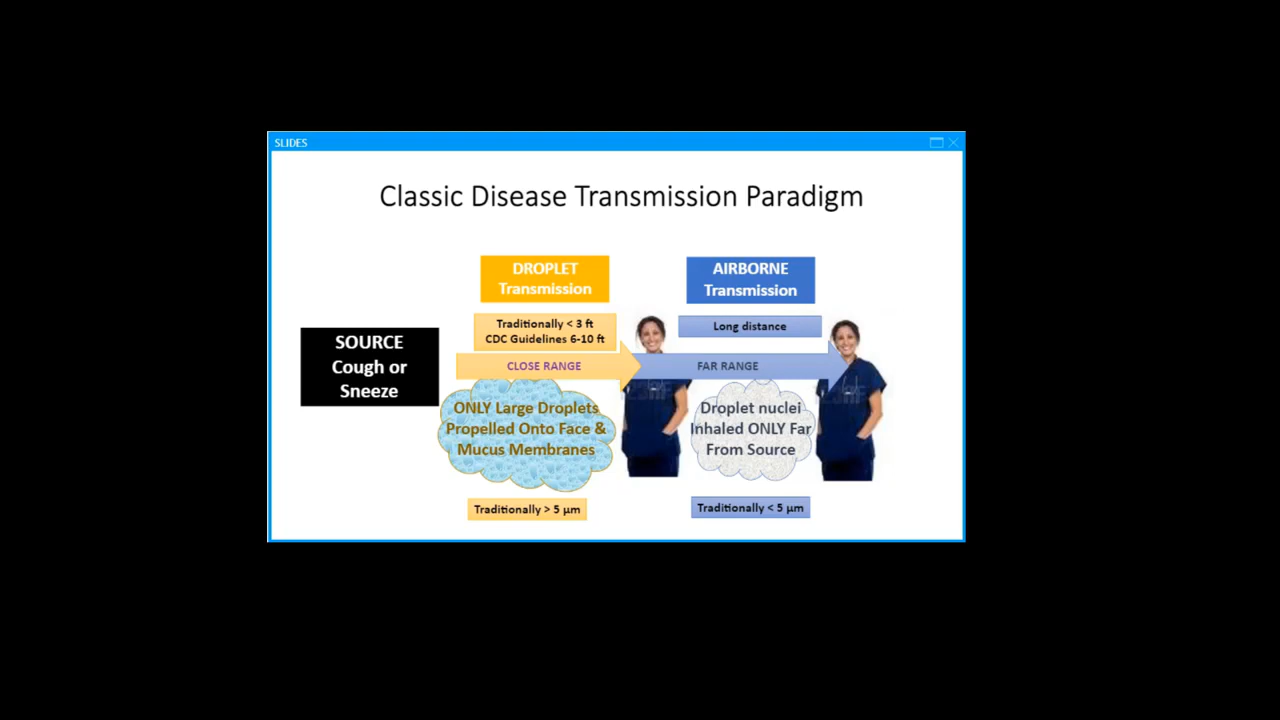 SLIDES
Classic Disease Transmission Paradigm
DROPLET
Transmission
AIRBORNE
Transmission
Traditionally < 3 ft
CDC Guidelines 6-10 ft
Long distance
SOURCE
Cough or
Sneeze
CLOSE RANGE
FAR RANGE
ONLY Large Droplets
Propelled Onto Face &
Mucus Membranes
Droplet nuclei
Inhaled ONLY Far
From Source
Traditionally > 5 µm
Traditionally < 5 µm